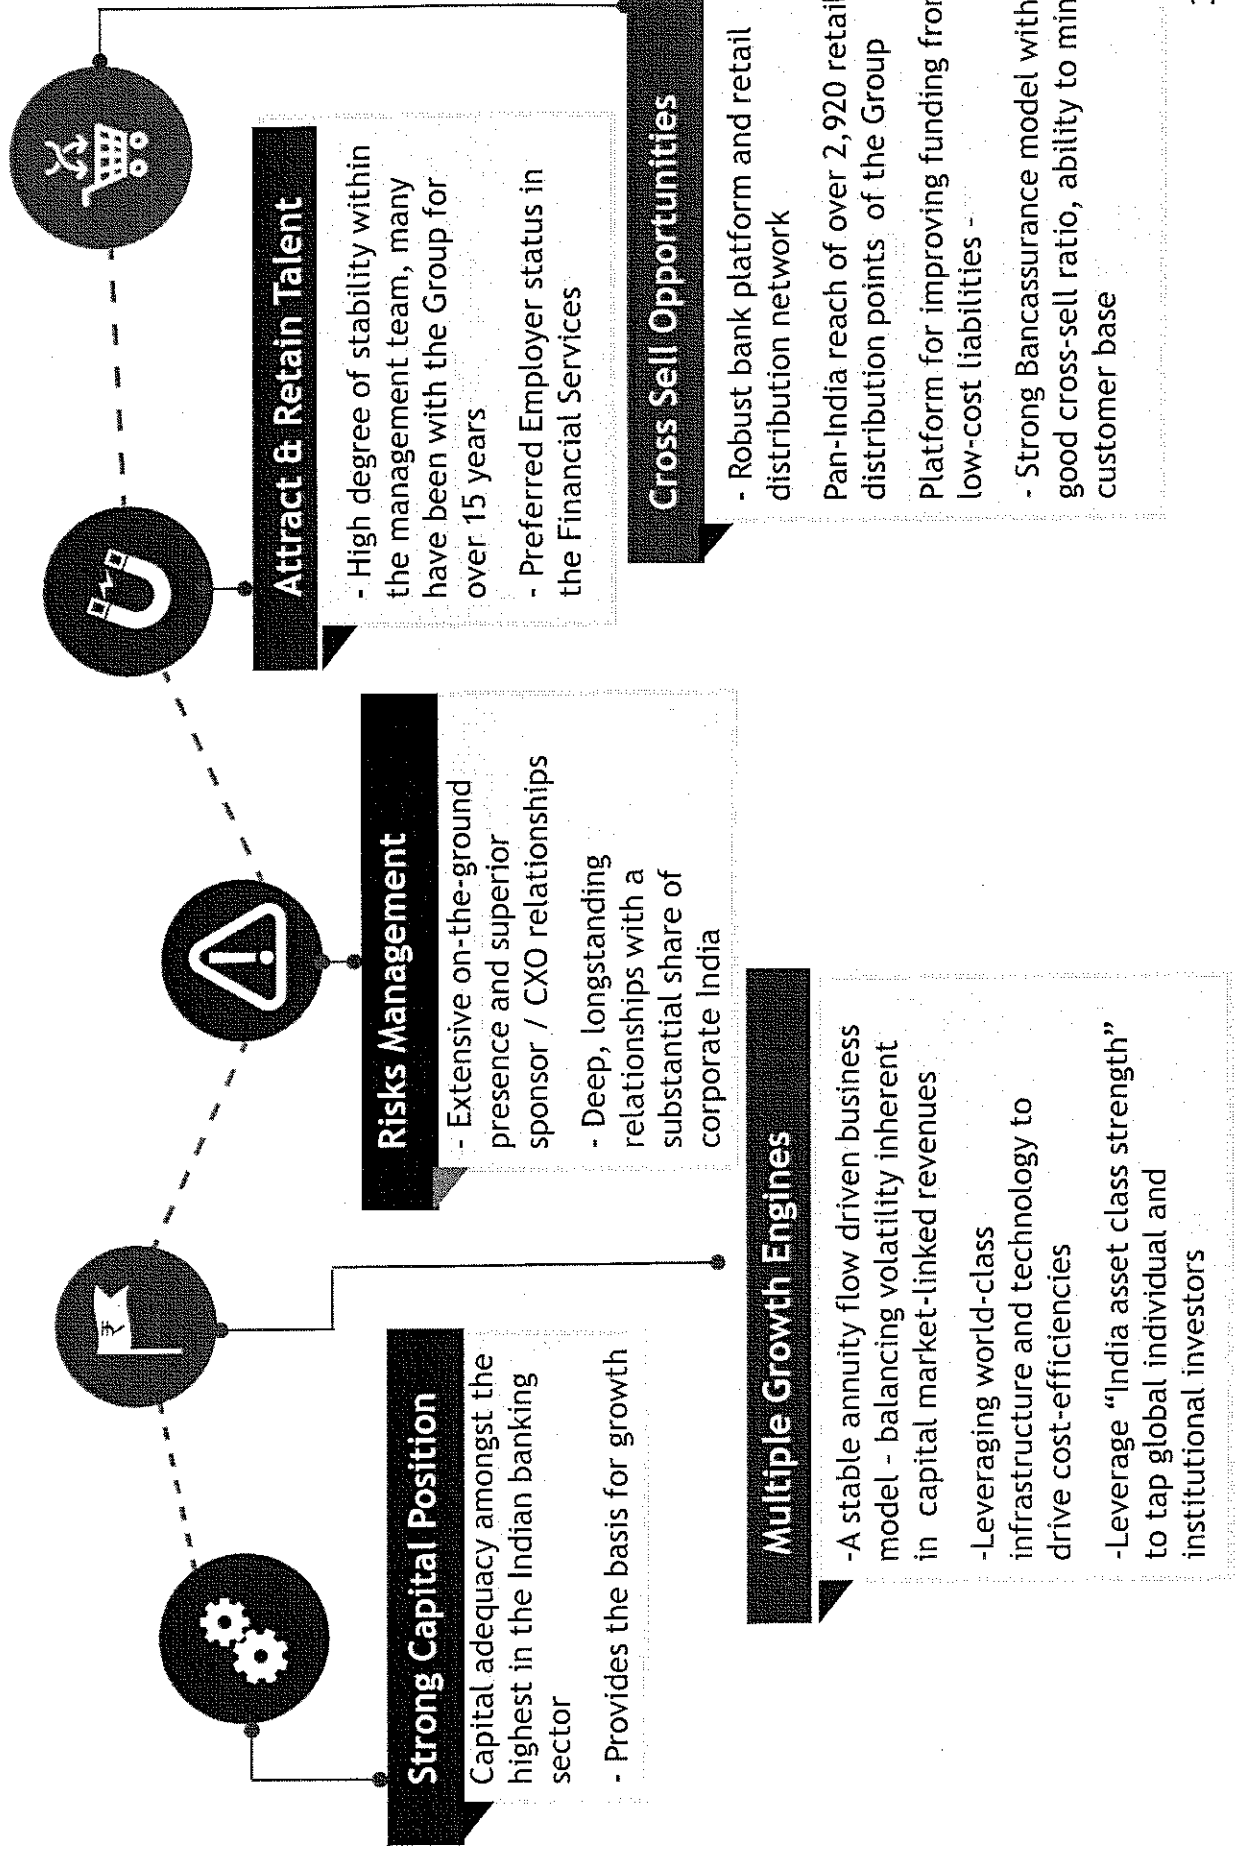 Strong Capital Position
Capital adequacy amongst the
highest in the Indian banking
sector
- Provides the basis for growth
Multiple Growth Engines
-A stable annuity flow driven business
model - balancing volatility inherent
in capital market-linked revenues
-Leveraging world-class
infrastructure and technology to
drive cost-efficiencies
-Leverage “India asset class strength”
to tap global individual and
institutional investors
Risks Management
- Extensive on-the-ground
presence and superior
sponsor / CXO relationships
- Deep, longstanding
relationships with a
substantial share of
corporate India
Attract & Retain Talent
- High degree of stability within
the management team, many
have been with the Group for
over 15 years
- Preferred Employer status in
the Financial Services
Cross Sell Opportunities
- Robust bank platform and retail
distribution network
Pan-India reach of over 2,920 retail
distribution points of the Group
Platform for improving funding
low-cost liabilities -
- Strong Bancassurance model with
good cross-sell ratio, ability to
customer base
₹